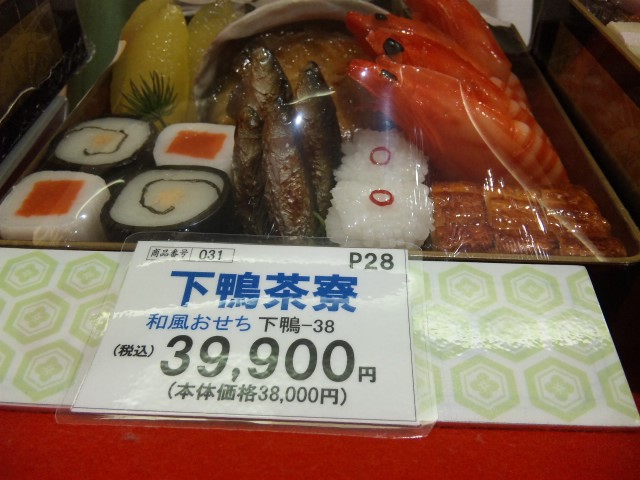 商品番号 031 P28
下鴨茶寮
和風おせち 下鴨-38
(税込) 39,900円
(本体価格38,000円)